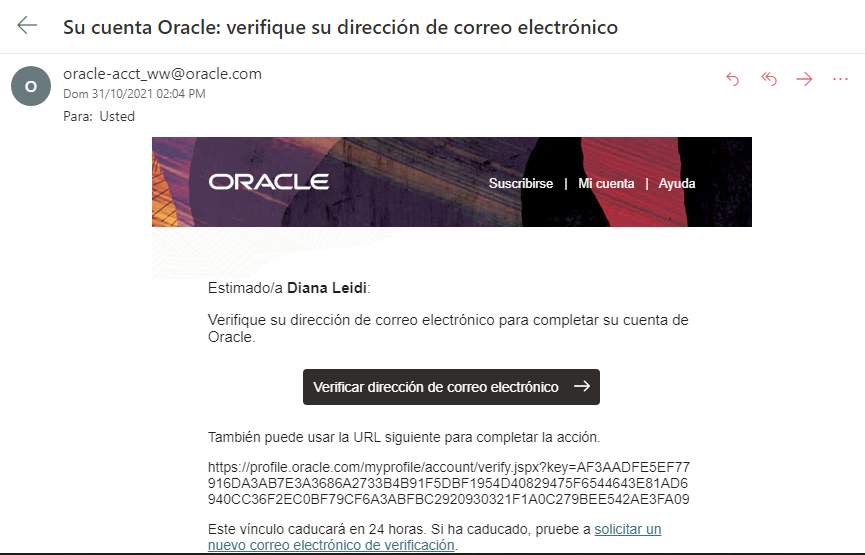 Su cuenta Oracle: verifique su dirección de correo electrónico
O
oracle-acct_ww@oracle.com
Dom 31/10/2021 02:04 PM
Para: Usted
ORACLE
Suscribirse | Mi cuenta | Ayuda
Estimado/a Diana Leidi:
Verifique su dirección de correo electrónico para completar su cuenta de
Oracle.
Verificar dirección de correo electrónico
También puede usar la URL siguiente para completar la acción.
https://profile.oracle.com/myprofile/account/verify.jspx?key=AF3AADFE5EF77
916DA3AB7E3A3686A2733B4B91F5DBF1954D40829475F6544643E81AD6
940CC36F2EC0BF79CF6A3ABFBC2920930321F1A0C279BEE542AE3FA09
Este vínculo caducará en 24 horas. Si ha caducado, pruebe a solicitar un
nuevo correo electrónico de verificación.